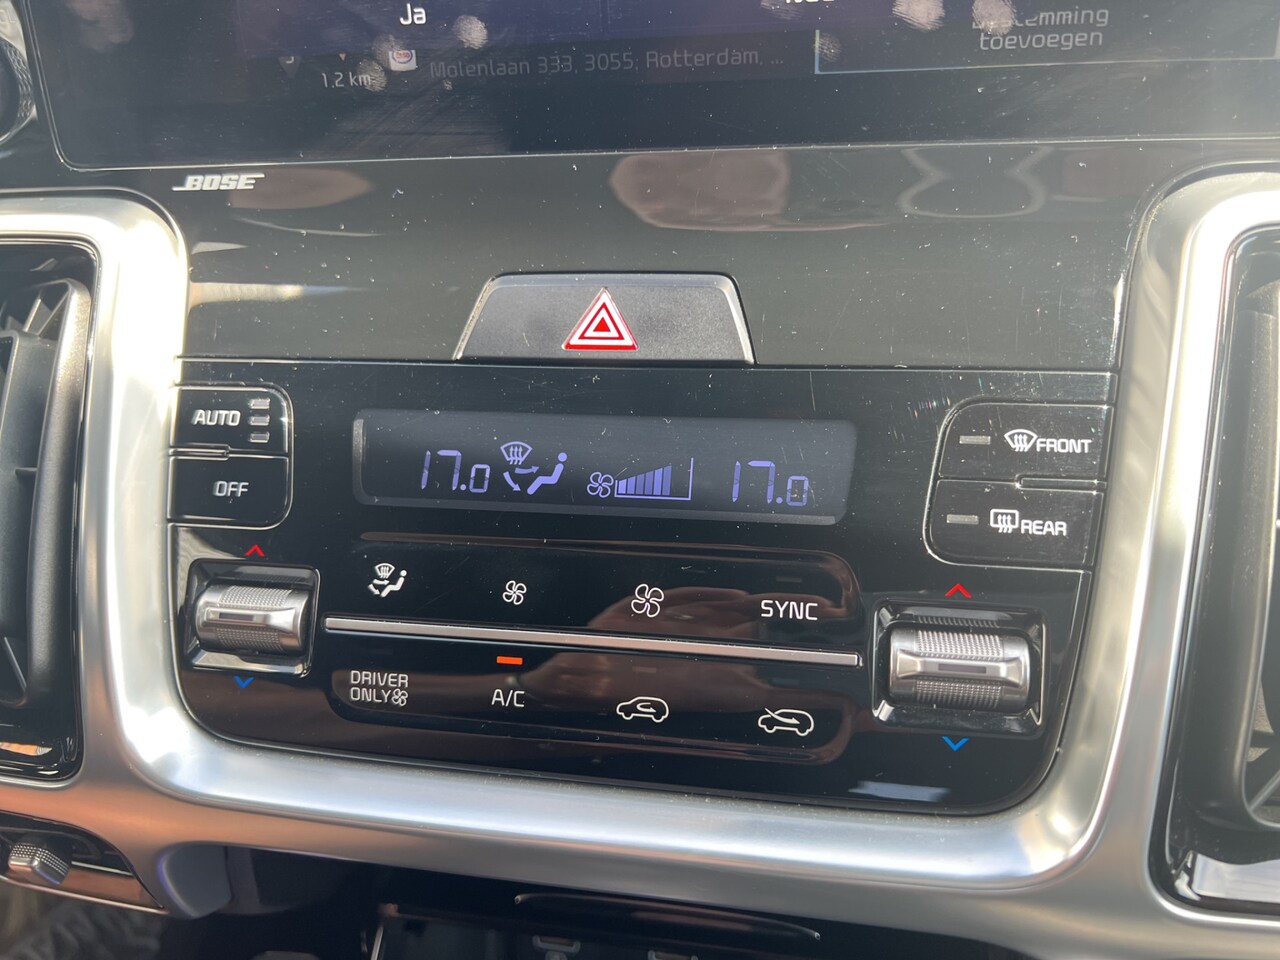 Ja
toevoegen
1,2 km
Molenlaan 333, 3055, Rotterdam, ...
BOSE
AUTO
OFF
17.0
17.0
FRONT
REAR
SYNC
DRIVER
ONLY
A/C